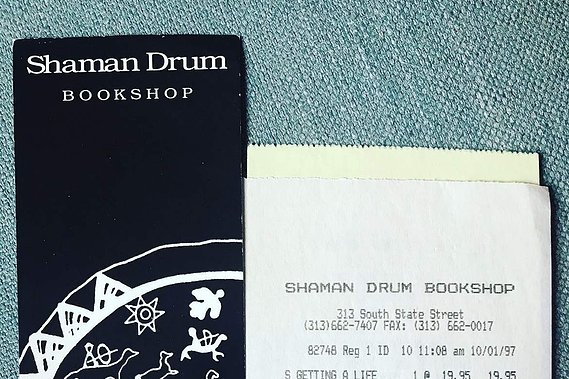 Shaman Drum
BOOKSHOP
SHAMAN DRUM BOOKSHOP
313 South State Street
(313)662-7407 FAX: (313) 662-0017
82748 Reg 1 ID 10 11:08 am 10/01/97
S GETTING A LIFE 1 @ 19.95 19.95